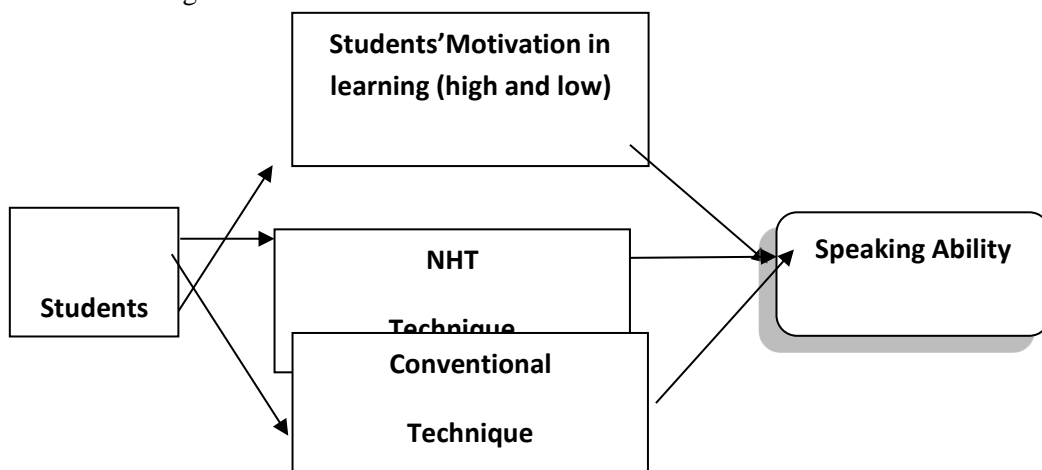 Students'Motivation in
learning (high and low)
Students
NHT
Technique
Conventional
Technique
Speaking Ability